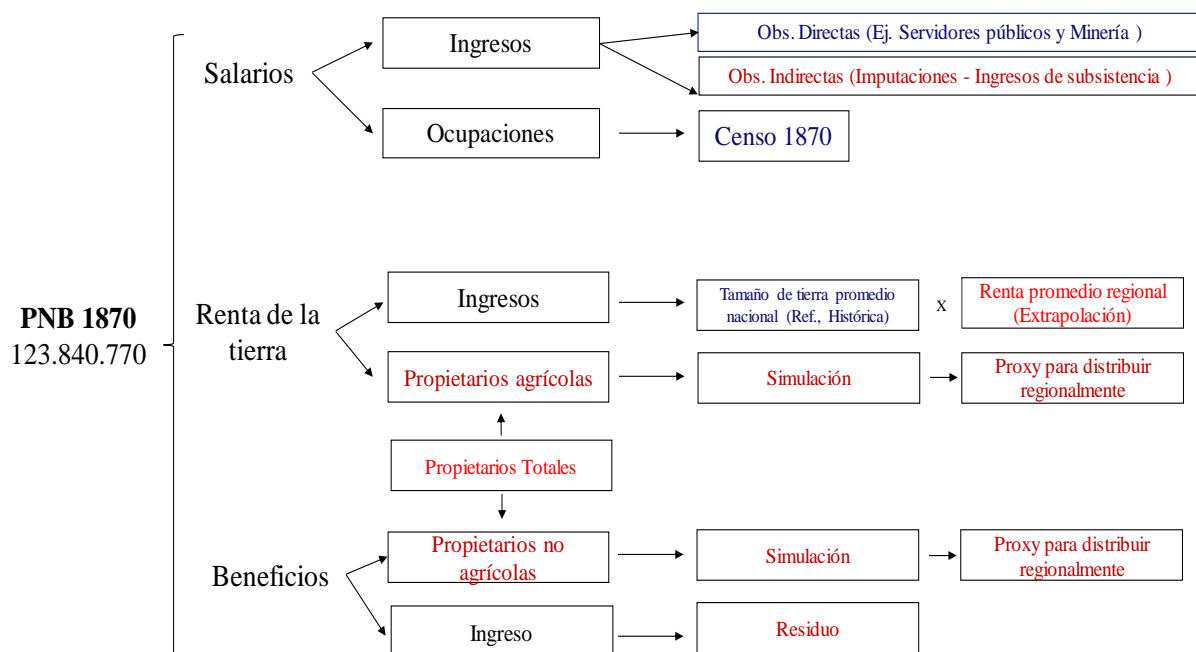 Ingresos
Obs. Directas (Ej. Servidores públicos y Minería )
Salarios
Obs. Indirectas (Imputaciones - Ingresos de subsistencia )
Ocupaciones
Censo 1870
PNB 1870
123.840.770
Renta de la
tierra
Ingresos
Tamaño de tierra promedio
nacional (Ref., Histórica)
x
Renta promedio regional
(Extrapolación)
Propietarios agrícolas
Simulación
Proxy para distribuir
regionalmente
Propietarios Totales
Beneficios
Propietarios no
agrícolas
Simulación
Proxy para distribuir
regionalmente
Ingreso
Residuo